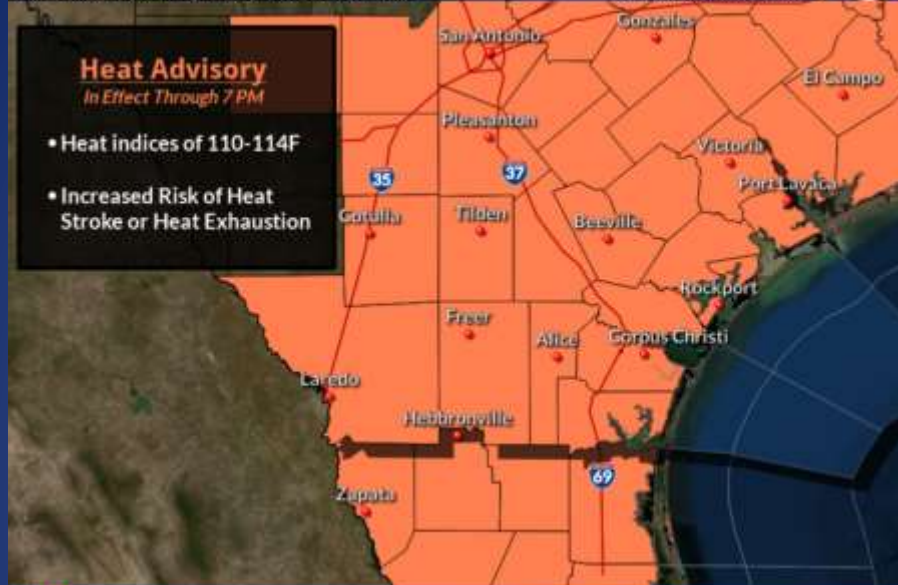 Heat Advisory
In Effect Through 7 PM
• Heat indices of 110-114F
• Increased Risk of Heat
Stroke or Heat Exhaustion
San Antonio
Gonzales
El Campo
Pleasanton
Victoria
35
37
Port Lavaca
Cotulla
Tilden
Beeville
Rockport
Freer
Alice
Corpus Christi
Laredo
Hebbronville
69
Zapata